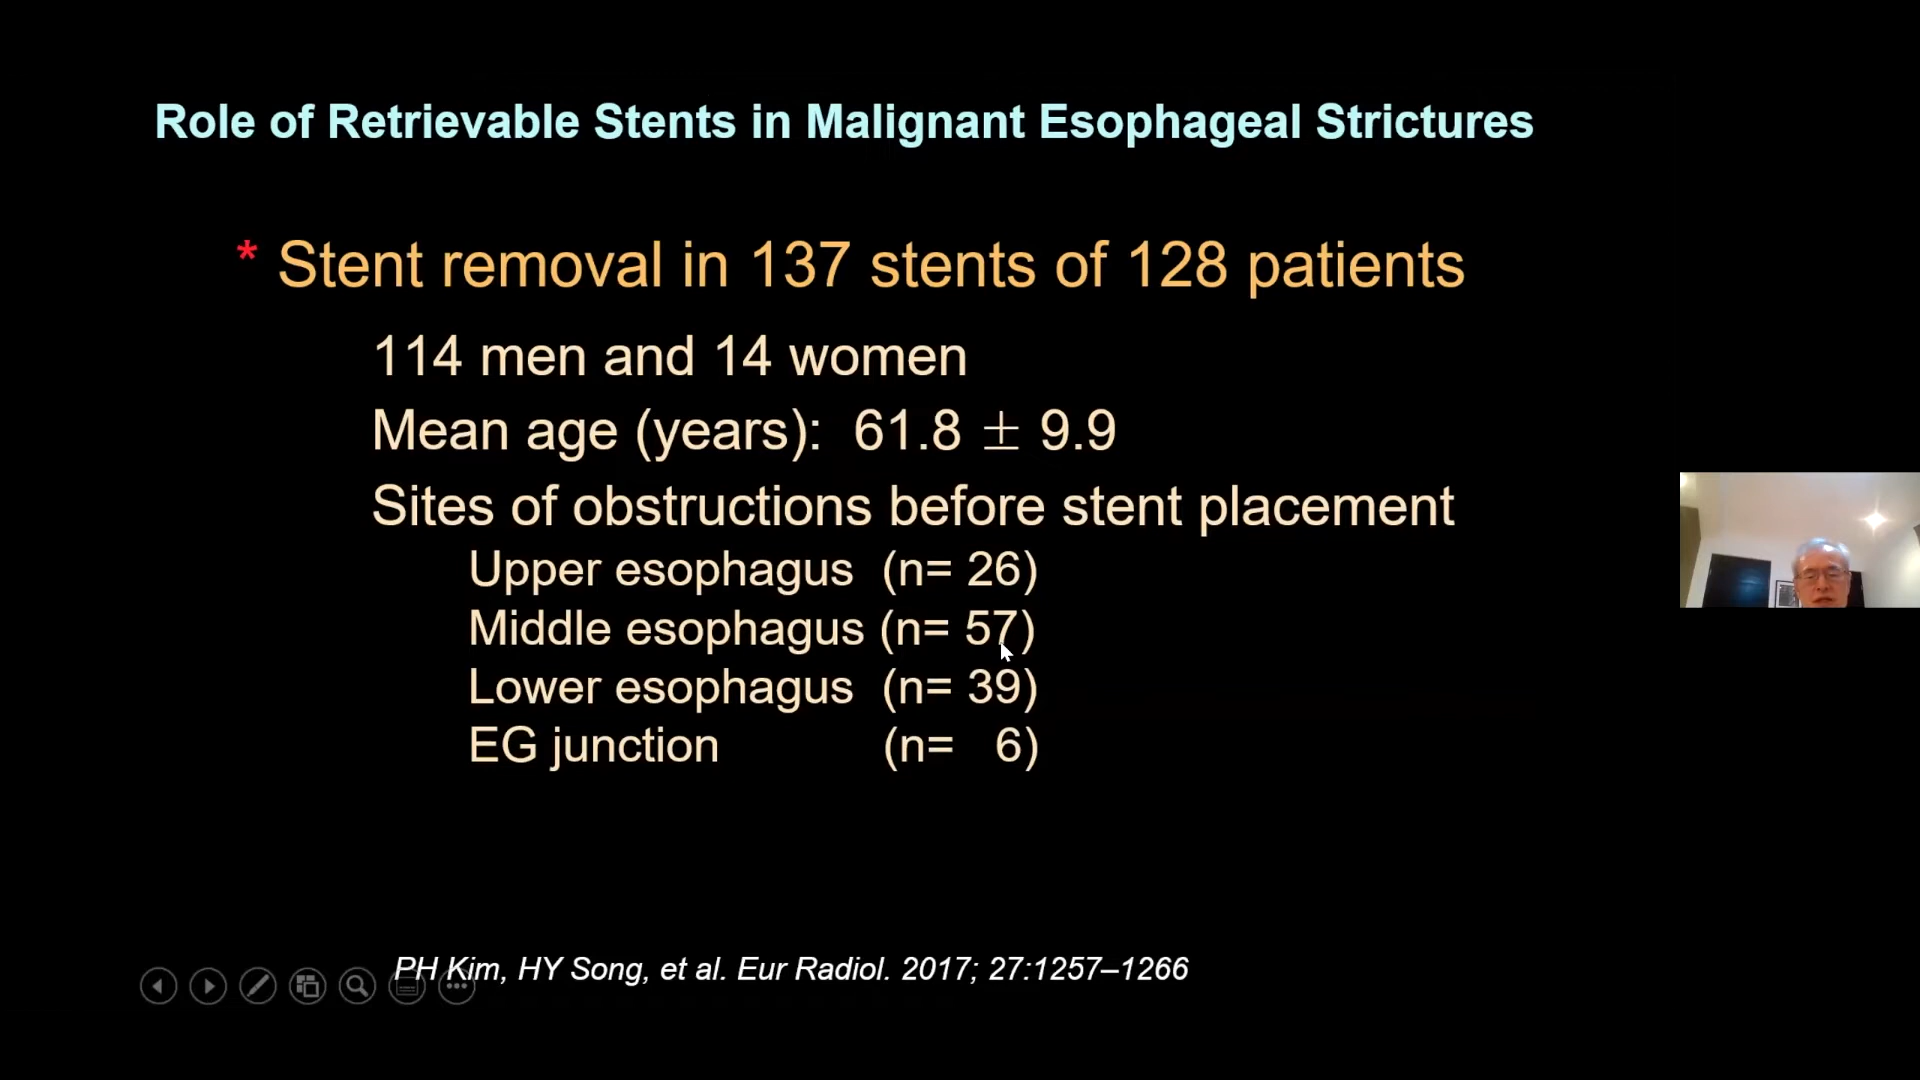 Role of Retrievable Stents in Malignant Esophageal Strictures
* Stent removal in 137 stents of 128 patients
114 men and 14 women
Mean age (years): 61.8 ± 9.9
Sites of obstructions before stent placement
Upper esophagus (n= 26)
Middle esophagus (n= 57)
Lower esophagus (n= 39)
EG junction (n= 6)
PH Kim, HY Song, et al. Eur Radiol. 2017; 27:1257–1266